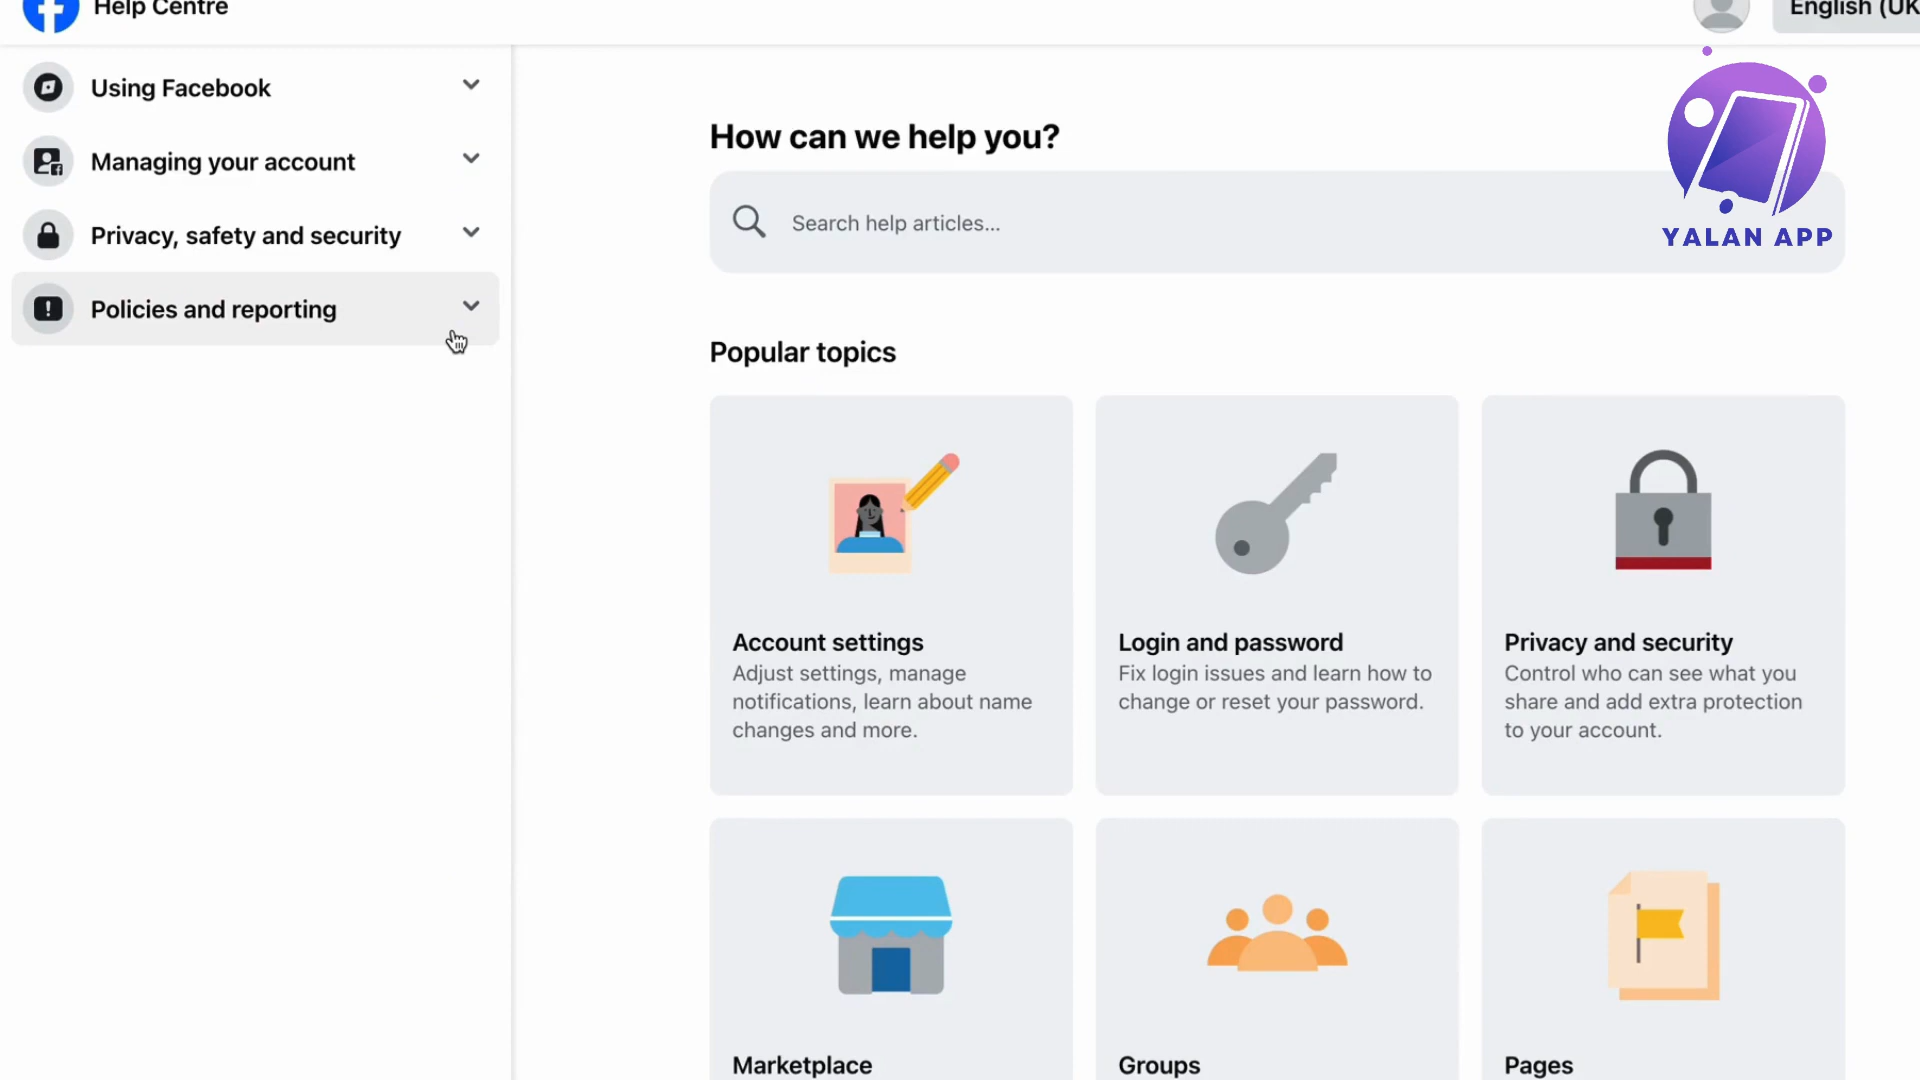 Help Centre
English (UK
Using Facebook
Managing your account
Privacy, safety and security
Policies and reporting
How can we help you?
Search help articles...
YALAN APP
Popular topics
Account settings
Adjust settings, manage
notifications, learn about name
changes and more.
Login and password
Fix login issues and learn how to
change or reset your password.
Privacy and security
Control who can see what you
share and add extra protection
to your account.
Marketplace
Groups
Pages